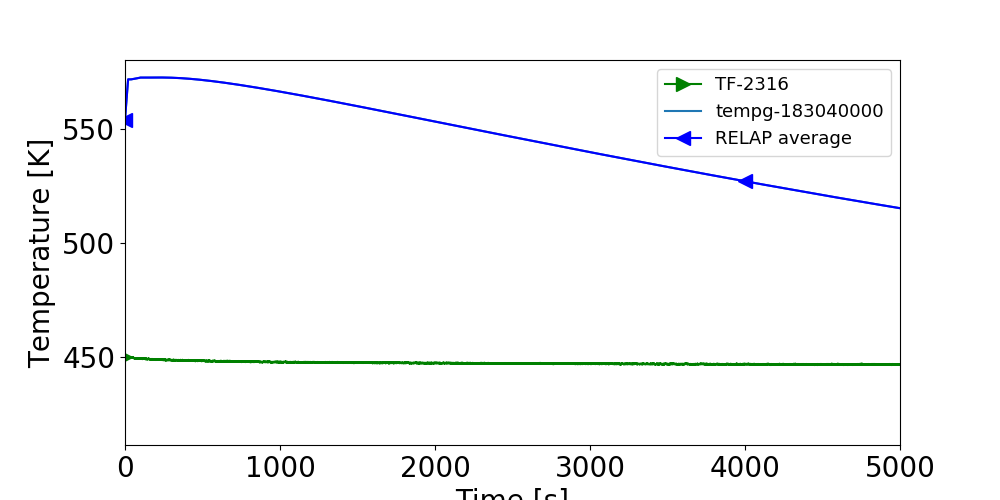 TF-2316
tempg-183040000
RELAP average
Temperature [K]
550
500
450
0 1000 2000 3000 4000 5000
Time [s]